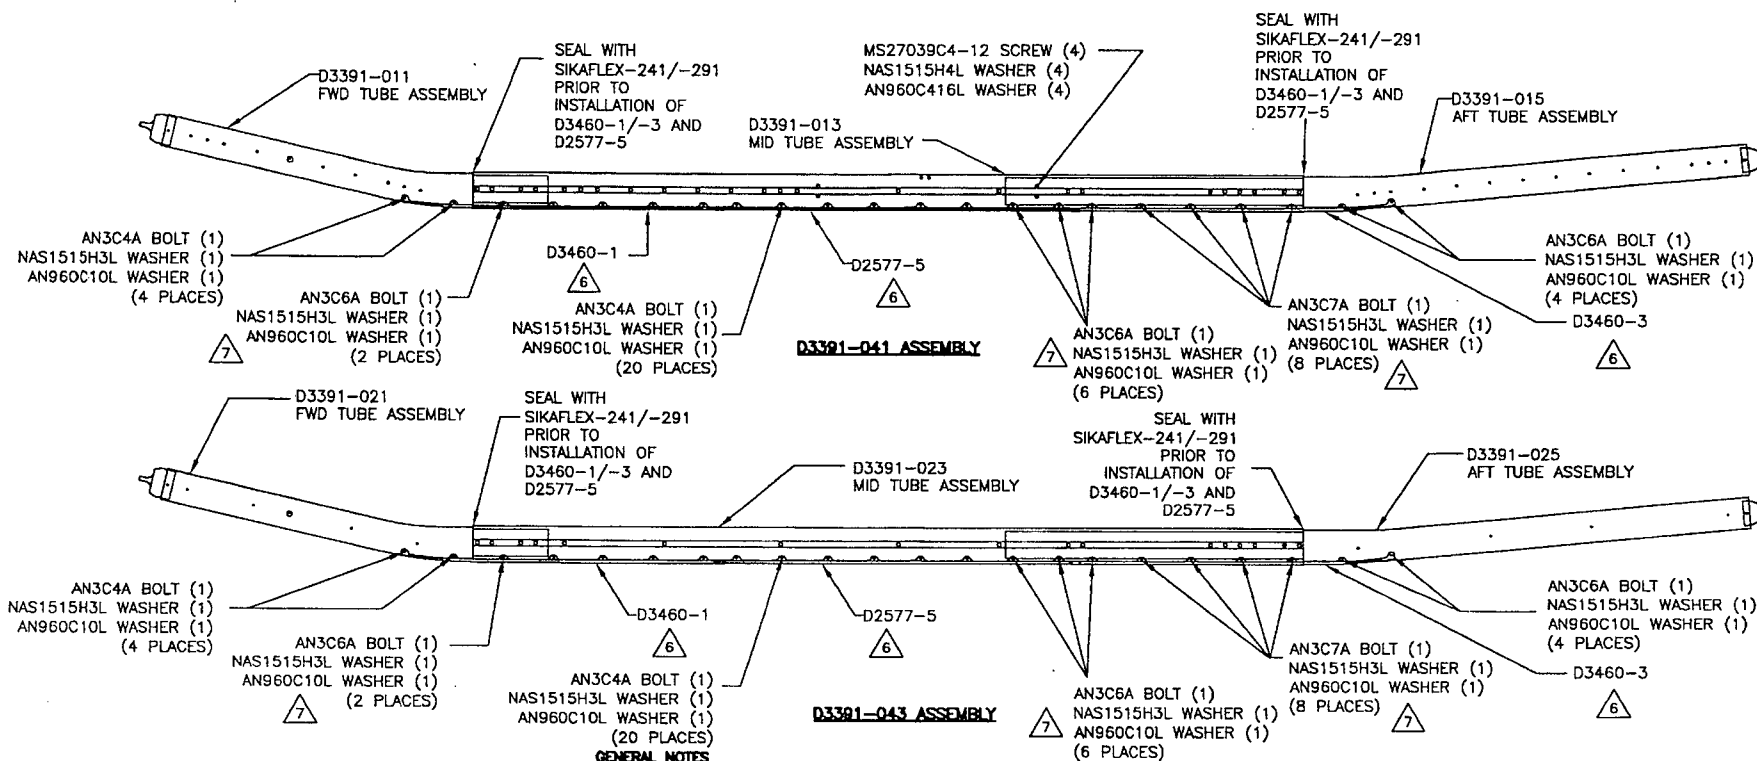 SEAL WITH
SIKAFLEX-241/-291
PRIOR TO
INSTALLATION OF
D3460-1/-3 AND
D2577-5
MS27039C4-12 SCREW (4)
NAS1515H4L WASHER (4)
AN960C416L WASHER (4)
SEAL WITH
SIKAFLEX-241/-291
PRIOR TO
INSTALLATION OF
D3460-1/-3 AND
D2577-5
D3391-011
FWD TUBE ASSEMBLY
D3391-013
MID TUBE ASSEMBLY
D3391-015
AFT TUBE ASSEMBLY
AN3C4A BOLT (1)
NAS1515H3L WASHER (1)
AN960C10L WASHER (1)
(4 PLACES)
AN3C6A BOLT (1)
NAS1515H3L WASHER (1)
AN960C10L WASHER (1)
(2 PLACES)
7
D3460-1
6
AN3C4A BOLT (1)
NAS1515H3L WASHER (1)
AN960C10L WASHER (1)
(20 PLACES)
D2577-5
6
D3391-041 ASSEMBLY
7
AN3C6A BOLT (1)
NAS1515H3L WASHER (1)
AN960C10L WASHER (1)
(6 PLACES)
AN3C7A BOLT (1)
NAS1515H3L WASHER (1)
AN960C10L WASHER (1)
(8 PLACES)
7
AN3C6A BOLT (1)
NAS1515H3L WASHER (1)
AN960C10L WASHER (1)
(4 PLACES)
D3460-3
6
D3391-021
FWD TUBE ASSEMBLY
SEAL WITH
SIKAFLEX-241/-291
PRIOR TO
INSTALLATION OF
D3460-1/-3 AND
D2577-5
D3391-023
MID TUBE ASSEMBLY
SEAL WITH
SIKAFLEX-241/-291
PRIOR TO
INSTALLATION OF
D3460-1/-3 AND
D2577-5
D3391-025
AFT TUBE ASSEMBLY
AN3C4A BOLT (1)
NAS1515H3L WASHER (1)
AN960C10L WASHER (1)
(4 PLACES)
AN3C6A BOLT (1)
NAS1515H3L WASHER (1)
AN960C10L WASHER (1)
(2 PLACES)
7
D3460-1
6
AN3C4A BOLT (1)
NAS1515H3L WASHER (1)
AN960C10L WASHER (1)
(20 PLACES)
D2577-5
6
D3391-043 ASSEMBLY
7
AN3C6A BOLT (1)
NAS1515H3L WASHER (1)
AN960C10L WASHER (1)
(6 PLACES)
AN3C7A BOLT (1)
NAS1515H3L WASHER (1)
AN960C10L WASHER (1)
(8 PLACES)
7
AN3C6A BOLT (1)
NAS1515H3L WASHER (1)
AN960C10L WASHER (1)
(4 PLACES)
D3460-3
6
GENERAL NOTES